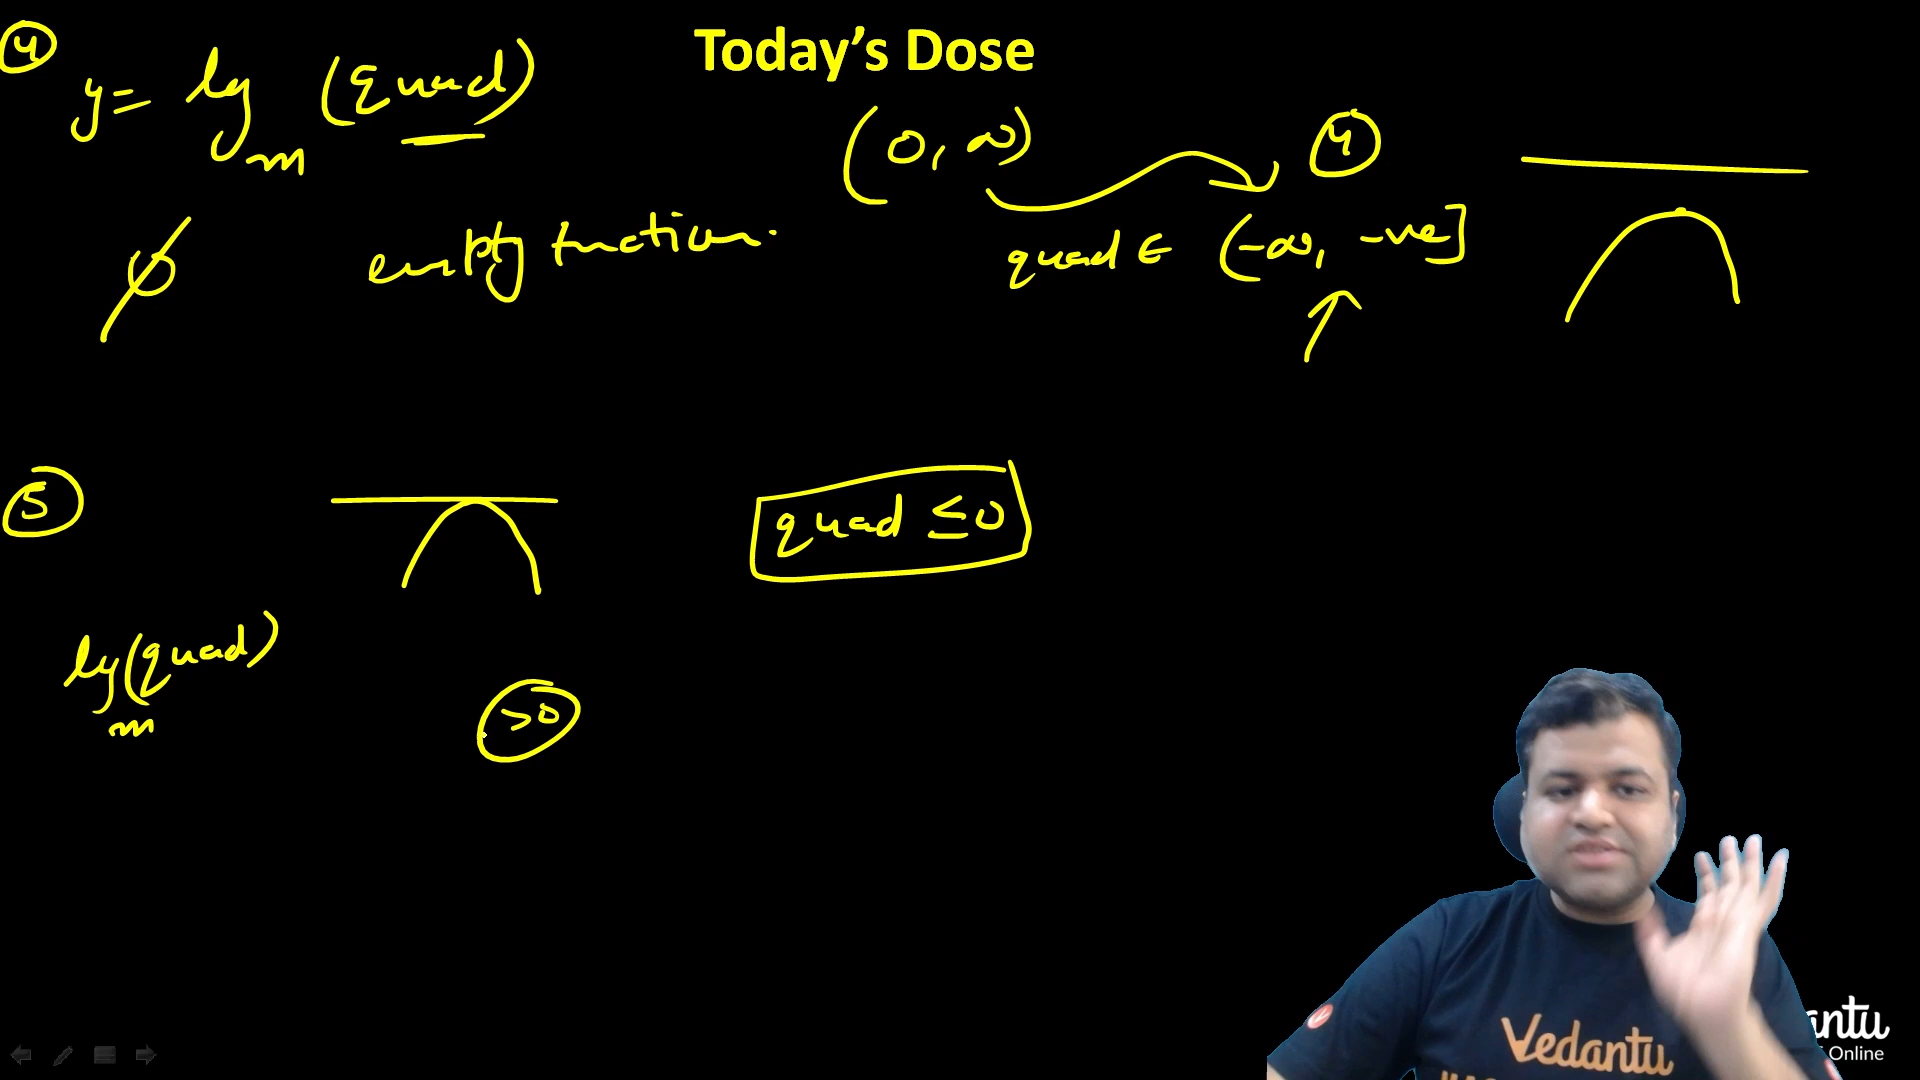 Today's Dose
④
y = log_m (quad)
(0, ∞)
④
quad ∈ (-∞, -ve]
ϕ
empty function.
⑤
quad ≤ 0
log_m (quad)
>0
Vedantu
antu
Online